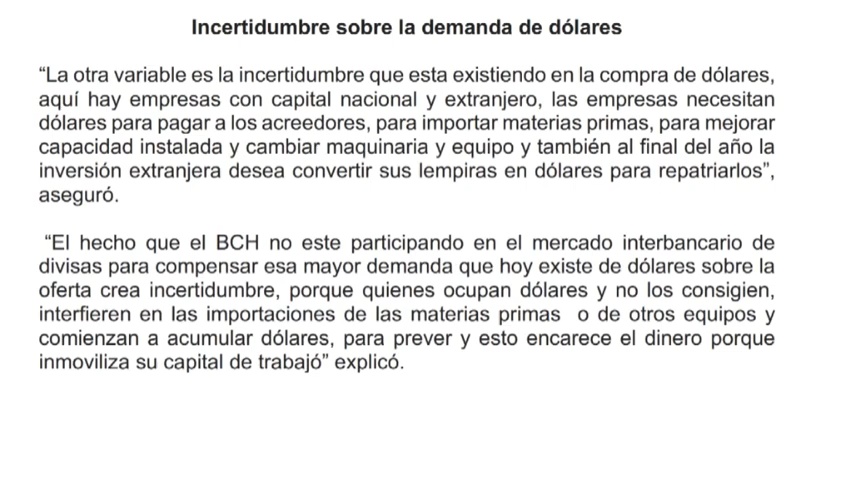 Incertidumbre sobre la demanda de dólares
“La otra variable es la incertidumbre que esta existiendo en la compra de dólares,
aquí hay empresas con capital nacional y extranjero, las empresas necesitan
dólares para pagar a los acreedores, para importar materias primas, para mejorar
capacidad instalada y cambiar maquinaria y equipo y también al final del año la
inversión extranjera desea convertir sus lempiras en dólares para repatriarlos”,
aseguró.
“El hecho que el BCH no este participando en el mercado interbancario de
divisas para compensar esa mayor demanda que hoy existe de dólares sobre la
oferta crea incertidumbre, porque quienes ocupan dólares y no los consigien,
interfieren en las importaciones de las materias primas o de otros equipos y
comienzan a acumular dólares, para prever y esto encarece el dinero porque
inmoviliza su capital de trabajó” explicó.